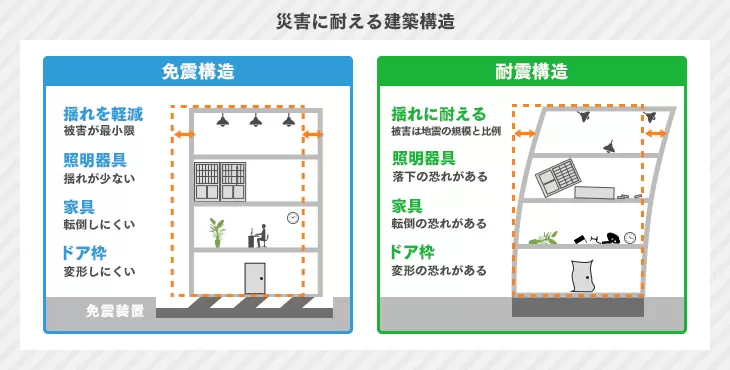 災害に耐える建築構造
免震構造
揺れを軽減
被害が最小限
照明器具
揺れが少ない
家具
転倒しにくい
ドア枠
変形しにくい
免震装置
耐震構造
揺れに耐える
被害は地震の規模と比例
照明器具
落下の恐れがある
家具
転倒の恐れがある
ドア枠
変形の恐れがある